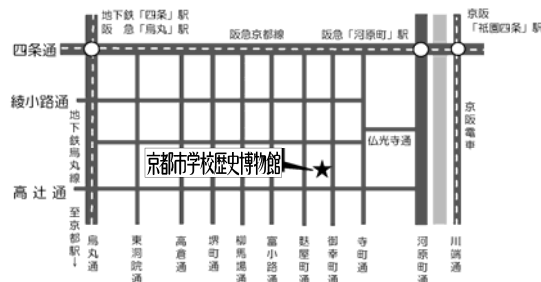 地下鉄「四条」駅
阪 急「烏丸」駅
京阪
「祇園四条」駅
四条通
阪急京都線
阪急「河原町」駅
綾小路通
地下鉄烏丸線
京阪電車
仏光寺通
京都市学校歴史博物館
高辻通
至京都駅→
烏丸通
東洞院通
高倉通
堺町通
柳馬場通
富小路通
麩屋町通
御幸町通
寺町通
河原町通
川端通